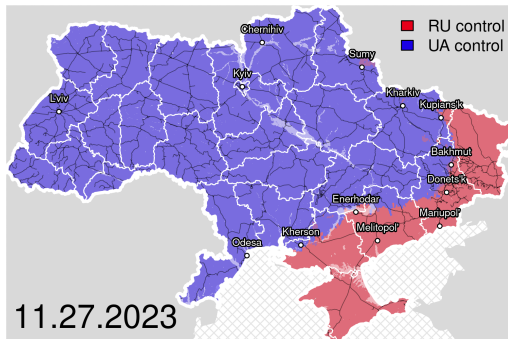 RU control
UA control
Chernihiv
Sumy
Kyiv
Kharkiv
L'viv
Kupians'k
Bakhmut
Donets'k
Enerhodar
Mariupol'
Melitopol'
Kherson
Odesa
11.27.2023